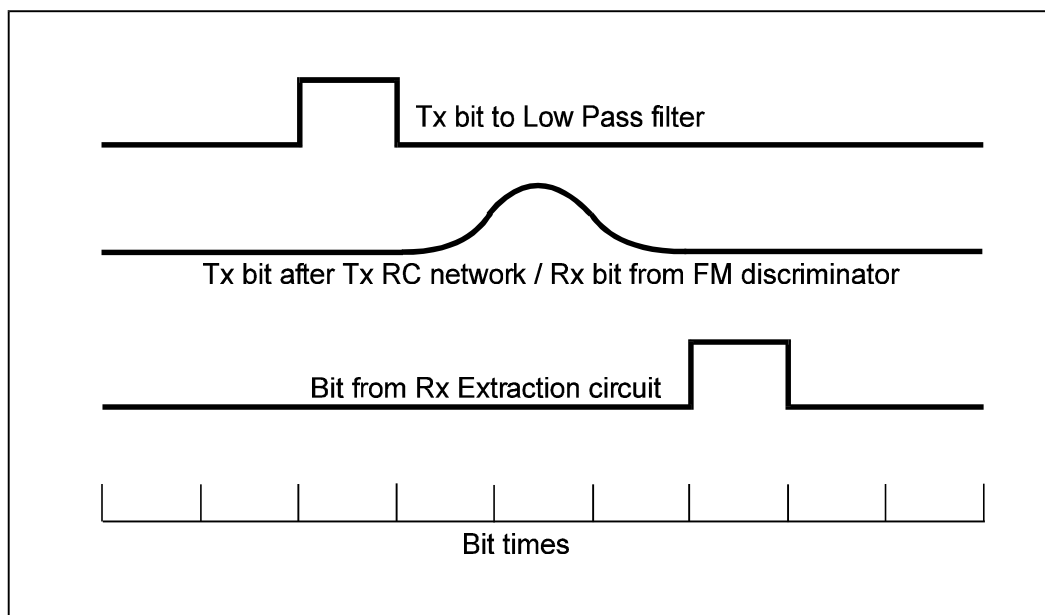 Tx bit to Low Pass filter
Tx bit after Tx RC network / Rx bit from FM discriminator
Bit from Rx Extraction circuit
Bit times